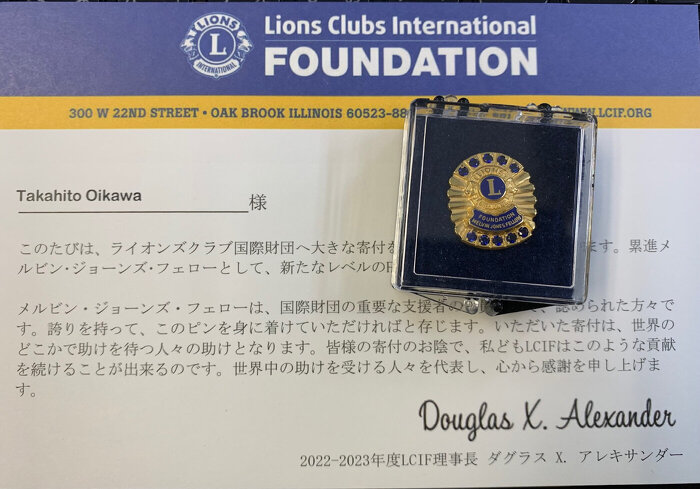 LIONS
L
INTERNATIONAL
Lions Clubs International
FOUNDATION
300 W 22ND STREET • OAK BROOK ILLINOIS 60523-88 WWW.LCIF.ORG
Takahito Oikawa 様
LIONS
L
FOUNDATION
MELVIN JONES FELLOW
このたびは、ライオンズクラブ国際財団へ大きな寄付を ます。累進メ
ルビン・ジョーンズ・フェローとして、新たなレベルの
メルビン・ジョーンズ・フェローは、国際財団の重要な支援者の 認められた方々で
す。誇りを持って、このピンを身に着けていただければと存じます。いただいた寄付は、世界の
どこかで助けを待つ人々の助けとなります。皆様の寄付のお陰で、私どもLCIFはこのような貢献
を続けることが出来るのです。世界中の助けを受ける人々を代表し、心から感謝を申し上げま
す。
Douglas X. Alexander
2022-2023年度LCIF理事長 ダグラス X. アレキサンダー